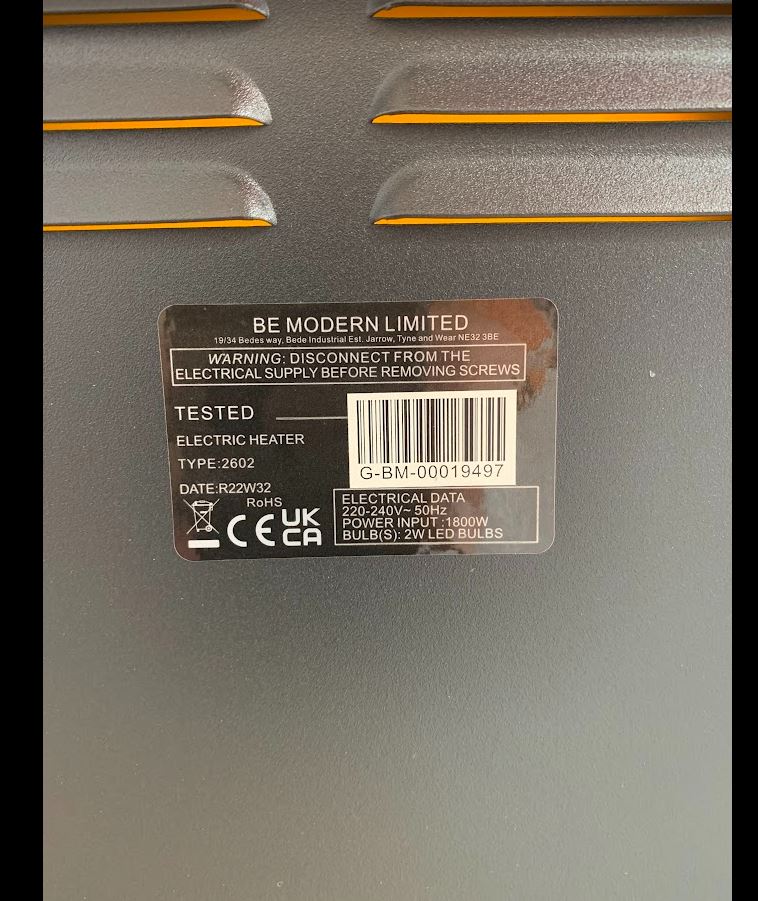 BE MODERN LIMITED
19/34 Bedes way, Bede Industrial Est. Jarrow, Tyne and Wear NE32 3BE
WARNING: DISCONNECT FROM THE
ELECTRICAL SUPPLY BEFORE REMOVING SCREWS
TESTED
ELECTRIC HEATER
TYPE:2602
G-BM-00019497
DATE:R22W32
RoHS
CE UK
CA
ELECTRICAL DATA
220-240V~ 50Hz
POWER INPUT :1800W
BULB(S): 2W LED BULBS